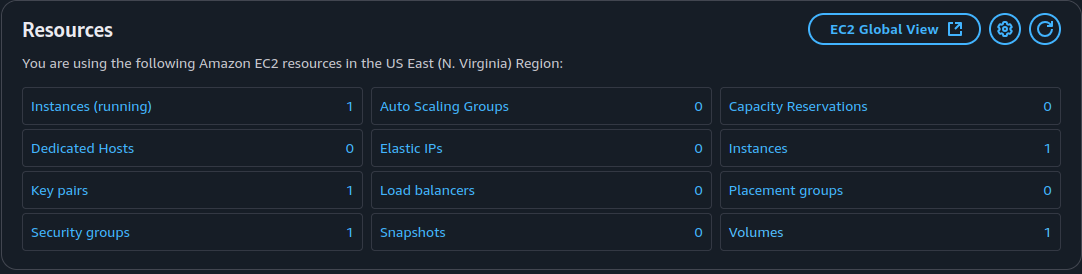 Resources
EC2 Global View
You are using the following Amazon EC2 resources in the US East (N. Virginia) Region:
Instances (running) 1
Auto Scaling Groups 0
Capacity Reservations 0
Dedicated Hosts 0
Elastic IPs 0
Instances 1
Key pairs 1
Load balancers 0
Placement groups 0
Security groups 1
Snapshots 0
Volumes 1